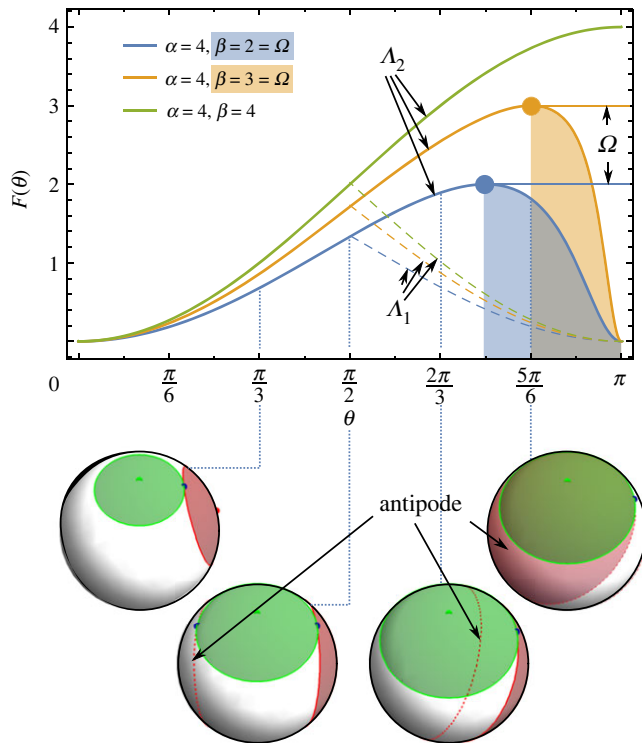 4
3
2
1
0
F(θ)
α = 4, β = 2 = Ω
α = 4, β = 3 = Ω
α = 4, β = 4
Λ₂
Ω
Λ₁
π/6
π/3
π/2
2π/3
5π/6
π
θ
antipode